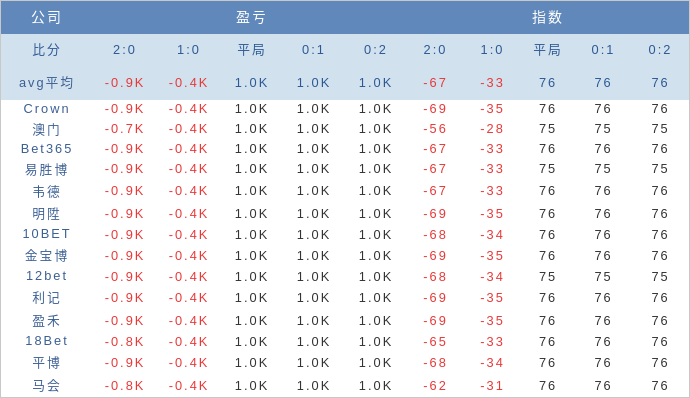 公司 盈亏 指数
比分 2:0 1:0 平局 0:1 0:2 2:0 1:0 平局 0:1 0:2
avg平均 -0.9K -0.4K 1.0K 1.0K 1.0K -67 -33 76 76 76
Crown -0.9K -0.4K 1.0K 1.0K 1.0K -69 -35 76 76 76
澳门 -0.7K -0.4K 1.0K 1.0K 1.0K -56 -28 75 75 75
Bet365 -0.9K -0.4K 1.0K 1.0K 1.0K -67 -33 76 76 76
易胜博 -0.9K -0.4K 1.0K 1.0K 1.0K -67 -33 75 75 75
韦德 -0.9K -0.4K 1.0K 1.0K 1.0K -67 -33 76 76 76
明陞 -0.9K -0.4K 1.0K 1.0K 1.0K -69 -35 76 76 76
10BET -0.9K -0.4K 1.0K 1.0K 1.0K -68 -34 76 76 76
金宝博 -0.9K -0.4K 1.0K 1.0K 1.0K -69 -35 76 76 76
12bet -0.9K -0.4K 1.0K 1.0K 1.0K -68 -34 75 75 75
利记 -0.9K -0.4K 1.0K 1.0K 1.0K -69 -35 76 76 76
盈禾 -0.9K -0.4K 1.0K 1.0K 1.0K -69 -35 76 76 76
18Bet -0.8K -0.4K 1.0K 1.0K 1.0K -65 -33 76 76 76
平博 -0.9K -0.4K 1.0K 1.0K 1.0K -68 -34 76 76 76
马会 -0.8K -0.4K 1.0K 1.0K 1.0K -62 -31 76 76 76